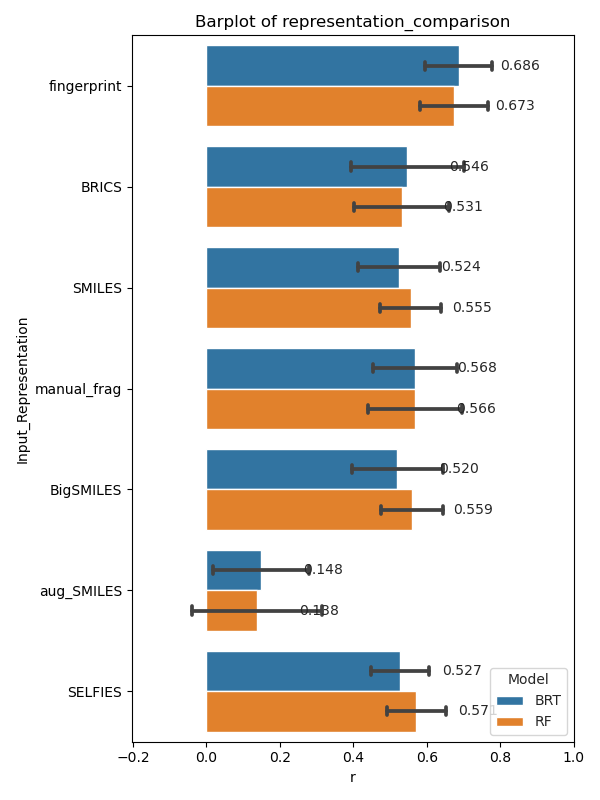 Barplot of representation_comparison
fingerprint
0.686
0.673
BRICS
0.546
0.531
SMILES
0.524
0.555
manual_frag
0.568
0.566
BigSMILES
0.520
0.559
aug_SMILES
0.148
0.138
SELFIES
0.527
0.571
Input_Representation
Model
BRT
RF
−0.2
0.0
0.2
0.4
0.6
0.8
1.0
r